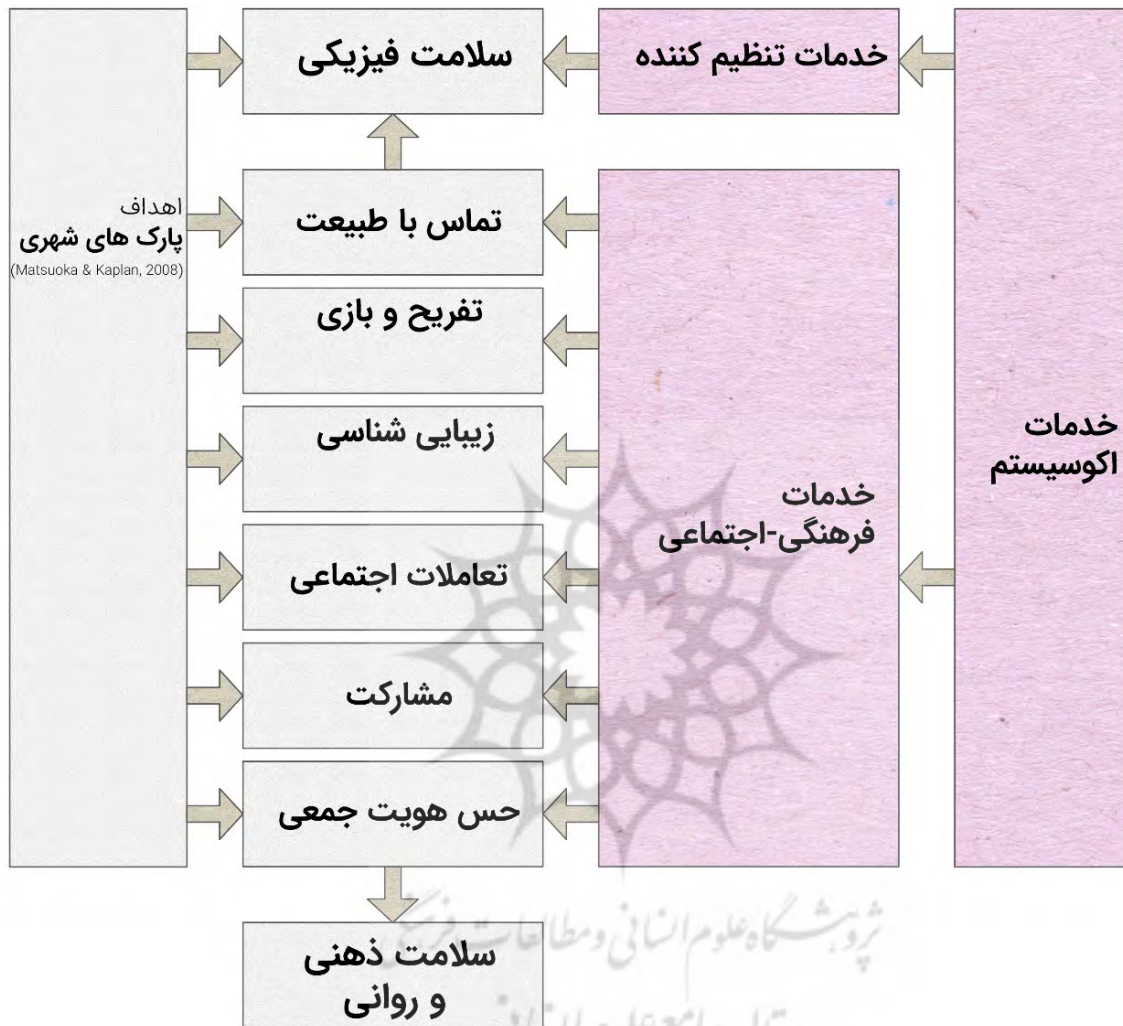 خدمات
اکوسیستم
خدمات تنظیم کننده
خدمات
فرهنگی-اجتماعی
سلامت فیزیکی
تماس با طبیعت
تفریح و بازی
زیبایی شناسی
تعاملات اجتماعی
مشارکت
حس هویت جمعی
سلامت ذهنی
و روانی
اهداف
پارک های شهری
(Matsuoka & Kaplan, 2008)
پژوهشگاه علوم انسانی و مطالعات فرهنگی